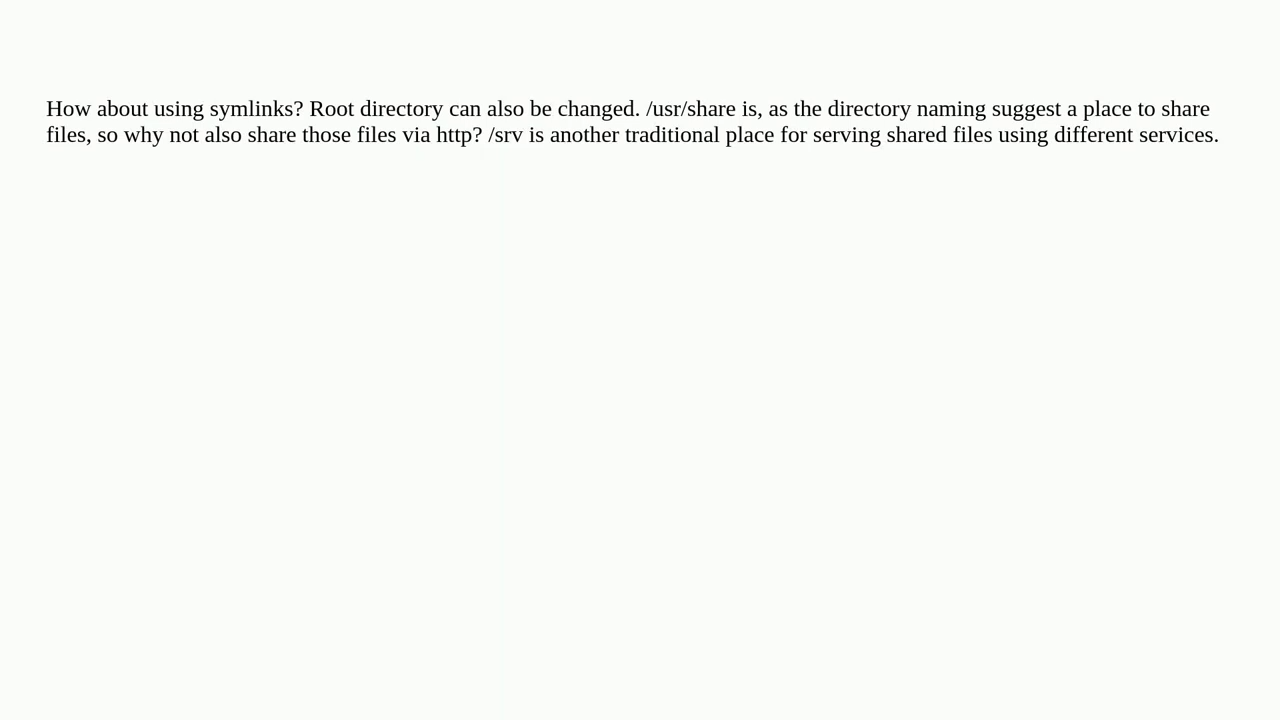 How about using symlinks? Root directory can also be changed. /usr/share is, as the directory naming suggest a place to share
files, so why not also share those files via http? /srv is another traditional place for serving shared files using different services.